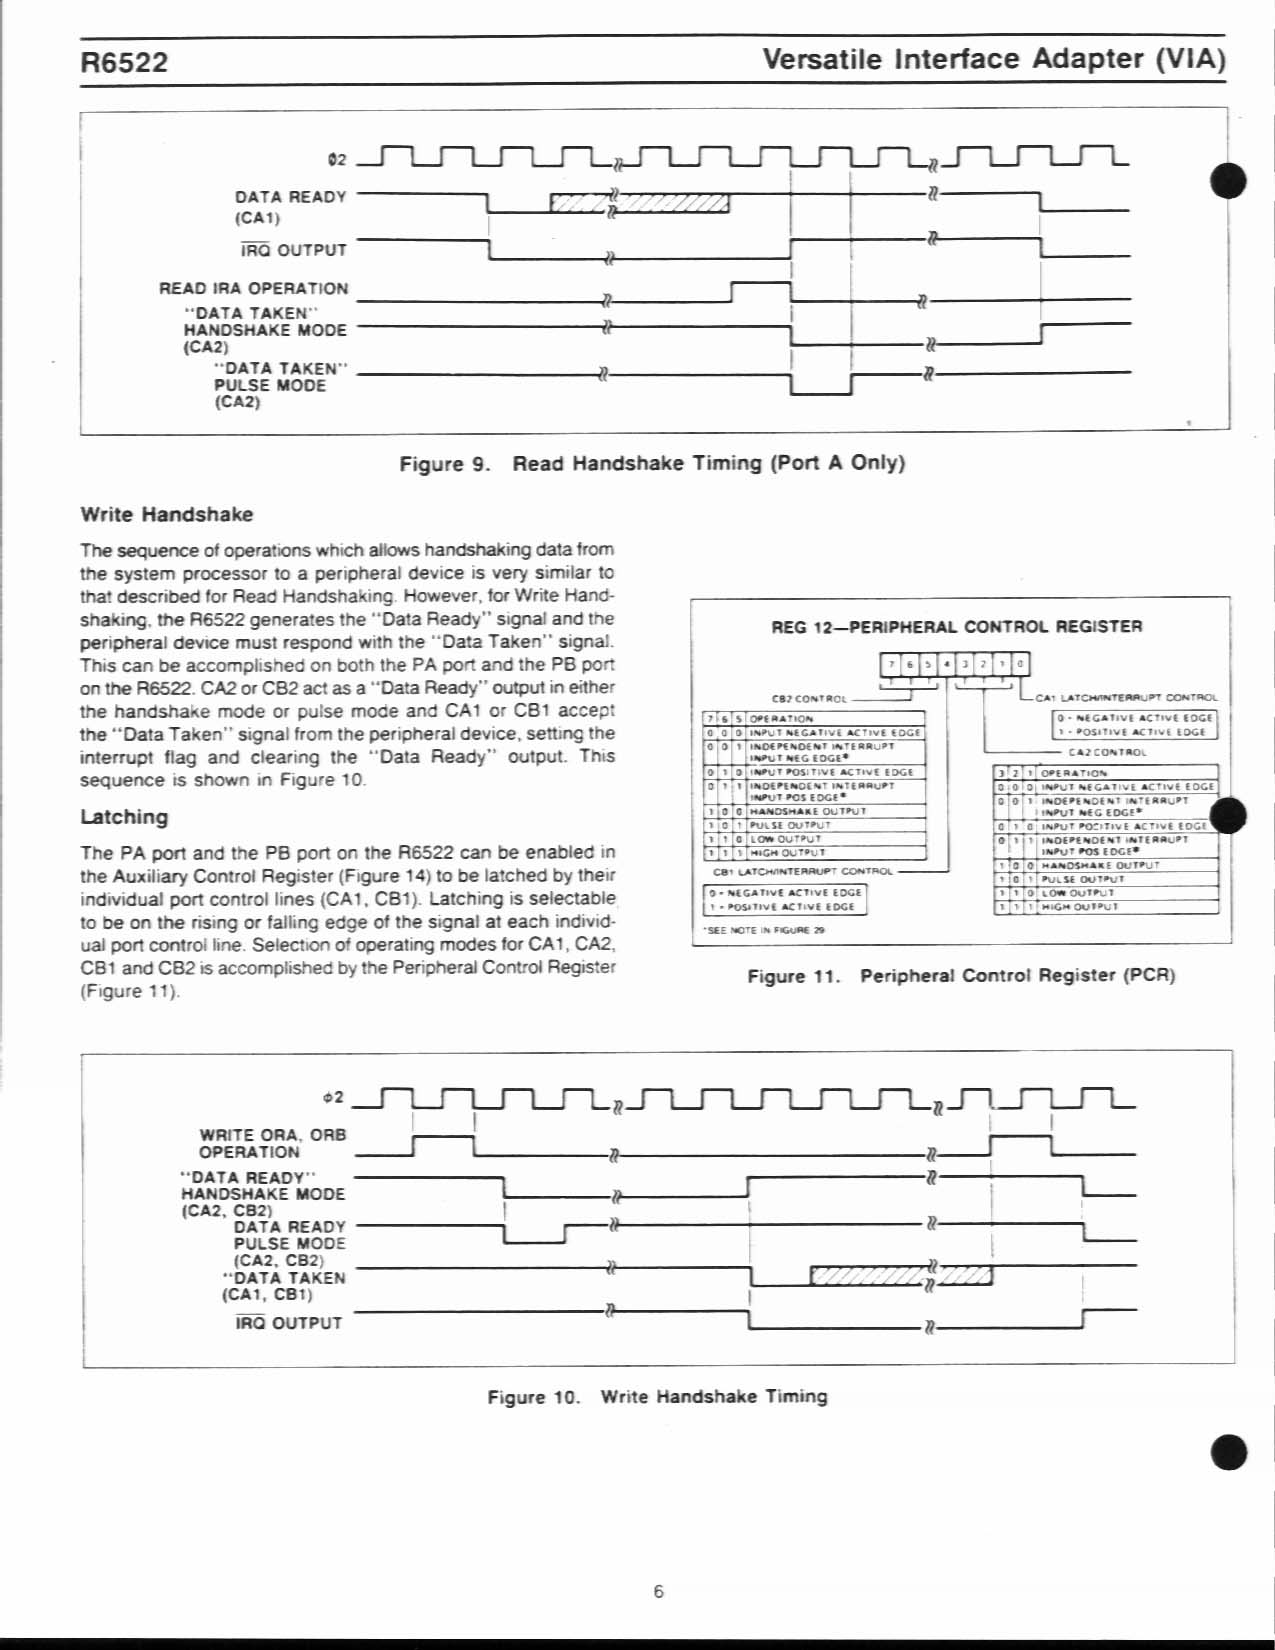 R6522
Versatile Interface Adapter (VIA)
Φ2
DATA READY
(CA1)
IRQ OUTPUT
READ IRA OPERATION
"DATA TAKEN"
HANDSHAKE MODE
(CA2)
"DATA TAKEN"
PULSE MODE
(CA2)
Figure 9. Read Handshake Timing (Port A Only)
Write Handshake
The sequence of operations which allows handshaking data from
the system processor to a peripheral device is very similar to
that described for Read Handshaking. However, for Write Hand-
shaking, the R6522 generates the "Data Ready" signal and the
peripheral device must respond with the "Data Taken" signal.
This can be accomplished on both the PA port and the PB port
on the R6522. CA2 or CB2 act as a "Data Ready" output in either
the handshake mode or pulse mode and CA1 or CB1 accept
the "Data Taken" signal from the peripheral device, setting the
interrupt flag and clearing the "Data Ready" output. This
sequence is shown in Figure 10.
Latching
The PA port and the PB port on the R6522 can be enabled in
the Auxiliary Control Register (Figure 14) to be latched by their
individual port control lines (CA1, CB1). Latching is selectable
to be on the rising or falling edge of the signal at each individ-
ual port control line. Selection of operating modes for CA1, CA2,
CB1 and CB2 is accomplished by the Peripheral Control Register
(Figure 11).
REG 12—PERIPHERAL CONTROL REGISTER
7 6 5 4 3 2 1 0
CB2 CONTROL
7 6 5 OPERATION
0 0 0 INPUT NEGATIVE ACTIVE EDGE
0 0 1 INDEPENDENT INTERRUPT
INPUT NEG EDGE*
0 1 0 INPUT POSITIVE ACTIVE EDGE
0 1 1 INDEPENDENT INTERRUPT
INPUT POS EDGE*
1 0 0 HANDSHAKE OUTPUT
1 0 1 PULSE OUTPUT
1 1 0 LOW OUTPUT
1 1 1 HIGH OUTPUT
CB1 LATCH/INTERRUPT CONTROL
0 - NEGATIVE ACTIVE EDGE
1 - POSITIVE ACTIVE EDGE
*SEE NOTE IN FIGURE 29
CA1 LATCH/INTERRUPT CONTROL
0 - NEGATIVE ACTIVE EDGE
1 - POSITIVE ACTIVE EDGE
CA2 CONTROL
3 2 1 OPERATION
0 0 0 INPUT NEGATIVE ACTIVE EDGE
0 0 1 INDEPENDENT INTERRUPT
INPUT NEG EDGE*
0 1 0 INPUT POSITIVE ACTIVE EDGE
0 1 1 INDEPENDENT INTERRUPT
INPUT POS EDGE*
1 0 0 HANDSHAKE OUTPUT
1 0 1 PULSE OUTPUT
1 1 0 LOW OUTPUT
1 1 1 HIGH OUTPUT
Figure 11. Peripheral Control Register (PCR)
Φ2
WRITE ORA, ORB
OPERATION
"DATA READY"
HANDSHAKE MODE
(CA2, CB2)
DATA READY
PULSE MODE
(CA2, CB2)
"DATA TAKEN
(CA1, CB1)
IRQ OUTPUT
Figure 10. Write Handshake Timing
6